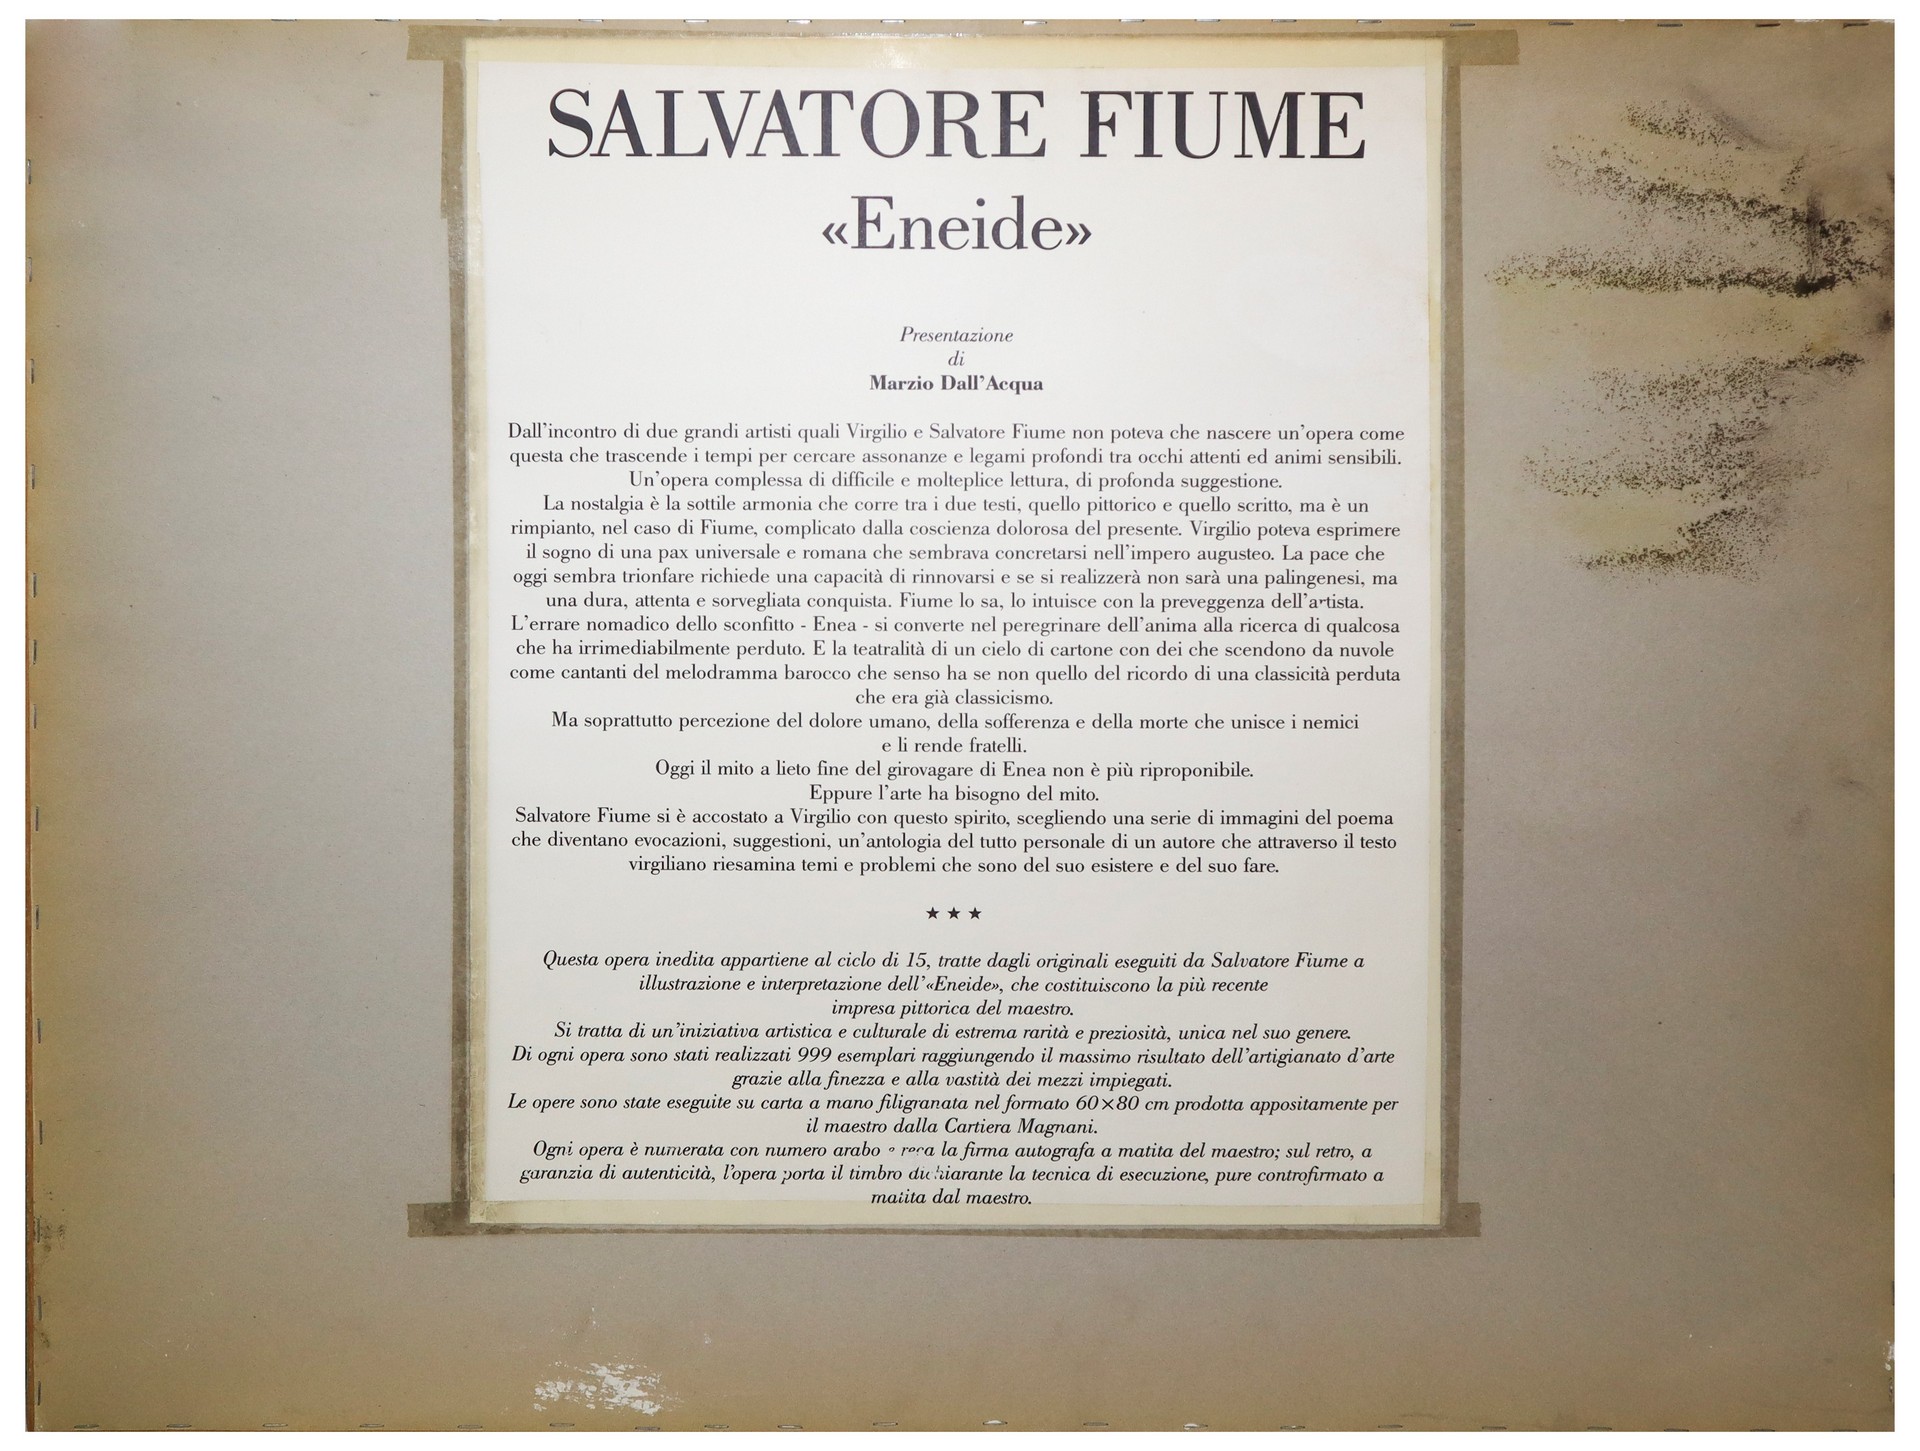 SALVATORE FIUME
«Eneide»
Presentazione
di
Marzio Dall'Acqua
Dall'incontro di due grandi artisti quali Virgilio e Salvatore Fiume non poteva che nascere un'opera come
questa che trascende i tempi per cercare assonanze e legami profondi tra occhi attenti ed animi sensibili.
Un'opera complessa di difficile e molteplice lettura, di profonda suggestione.
La nostalgia è la sottile armonia che corre tra i due testi, quello pittorico e quello scritto, ma è un
rimpianto, nel caso di Fiume, complicato dalla coscienza dolorosa del presente. Virgilio poteva esprimere
il sogno di una pax universale e romana che sembrava concretarsi nell'impero augusteo. La pace che
oggi sembra trionfare richiede una capacità di rinnovarsi e se si realizzerà non sarà una palingenesi, ma
una dura, attenta e sorvegliata conquista. Fiume lo sa, lo intuisce con la preveggenza dell'artista.
L'errare nomadico dello sconfitto - Enea - si converte nel peregrinare dell'anima alla ricerca di qualcosa
che ha irrimediabilmente perduto. E la teatralità di un cielo di cartone con dei che scendono da nuvole
come cantanti del melodramma barocco che senso ha se non quello del ricordo di una classicità perduta
che era già classicismo.
Ma soprattutto percezione del dolore umano, della sofferenza e della morte che unisce i nemici
e li rende fratelli.
Oggi il mito a lieto fine del girovagare di Enea non è più riproponibile.
Eppure l'arte ha bisogno del mito.
Salvatore Fiume si è accostato a Virgilio con questo spirito, scegliendo una serie di immagini del poema
che diventano evocazioni, suggestioni, un'antologia del tutto personale di un autore che attraverso il testo
virgiliano riesamina temi e problemi che sono del suo esistere e del suo fare.
★ ★ ★
Questa opera inedita appartiene al ciclo di 15, tratte dagli originali eseguiti da Salvatore Fiume a
illustrazione e interpretazione dell'«Eneide», che costituiscono la più recente
impresa pittorica del maestro.
Si tratta di un'iniziativa artistica e culturale di estrema rarità e preziosità, unica nel suo genere.
Di ogni opera sono stati realizzati 999 esemplari raggiungendo il massimo risultato dell'artigianato d'arte
grazie alla finezza e alla vastità dei mezzi impiegati.
Le opere sono state eseguite su carta a mano filigranata nel formato 60×80 cm prodotta appositamente per
il maestro dalla Cartiera Magnani.
Ogni opera è numerata con numero arabo e reca la firma autografa a matita del maestro; sul retro, a
garanzia di autenticità, l'opera porta il timbro dichiarante la tecnica di esecuzione, pure controfirmato a
matita dal maestro.